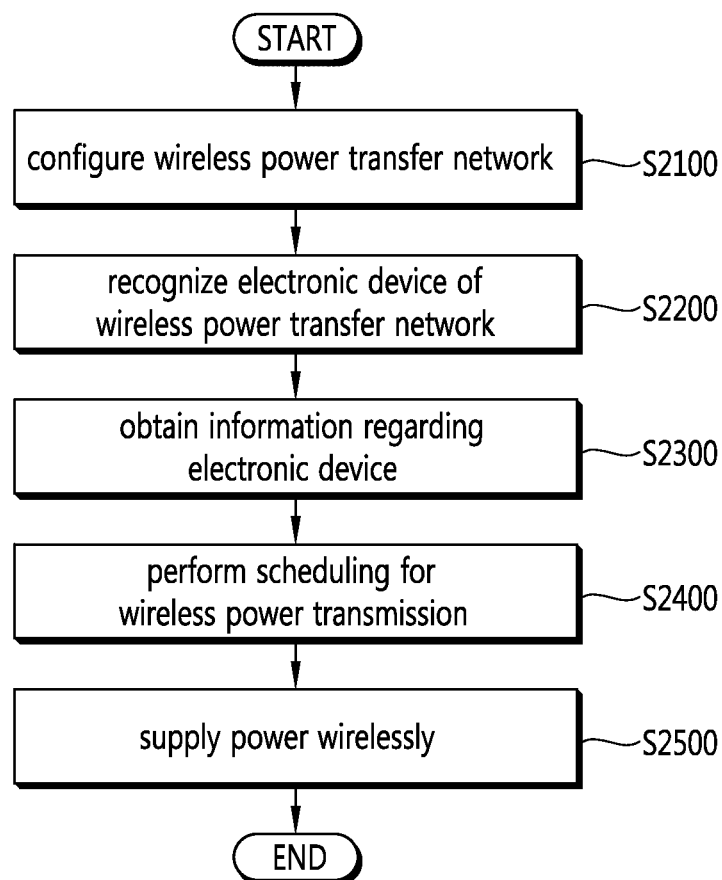 START
configure wireless power transfer network
S2100
recognize electronic device of
wireless power transfer network
S2200
obtain information regarding
electronic device
S2300
perform scheduling for
wireless power transmission
S2400
supply power wirelessly
S2500
END